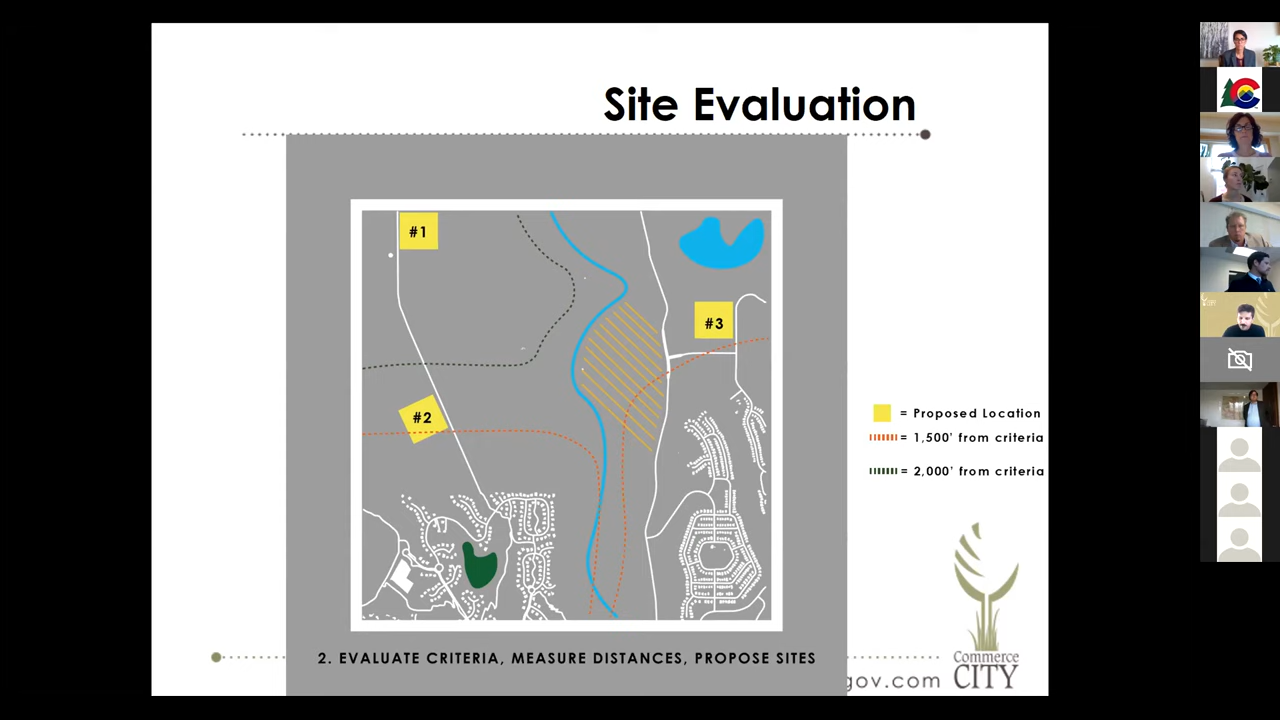 Site Evaluation
#1
#3
#2
= Proposed Location
= 1,500' from criteria
= 2,000' from criteria
2. EVALUATE CRITERIA, MEASURE DISTANCES, PROPOSE SITES
Commerce
CITY
gov.com